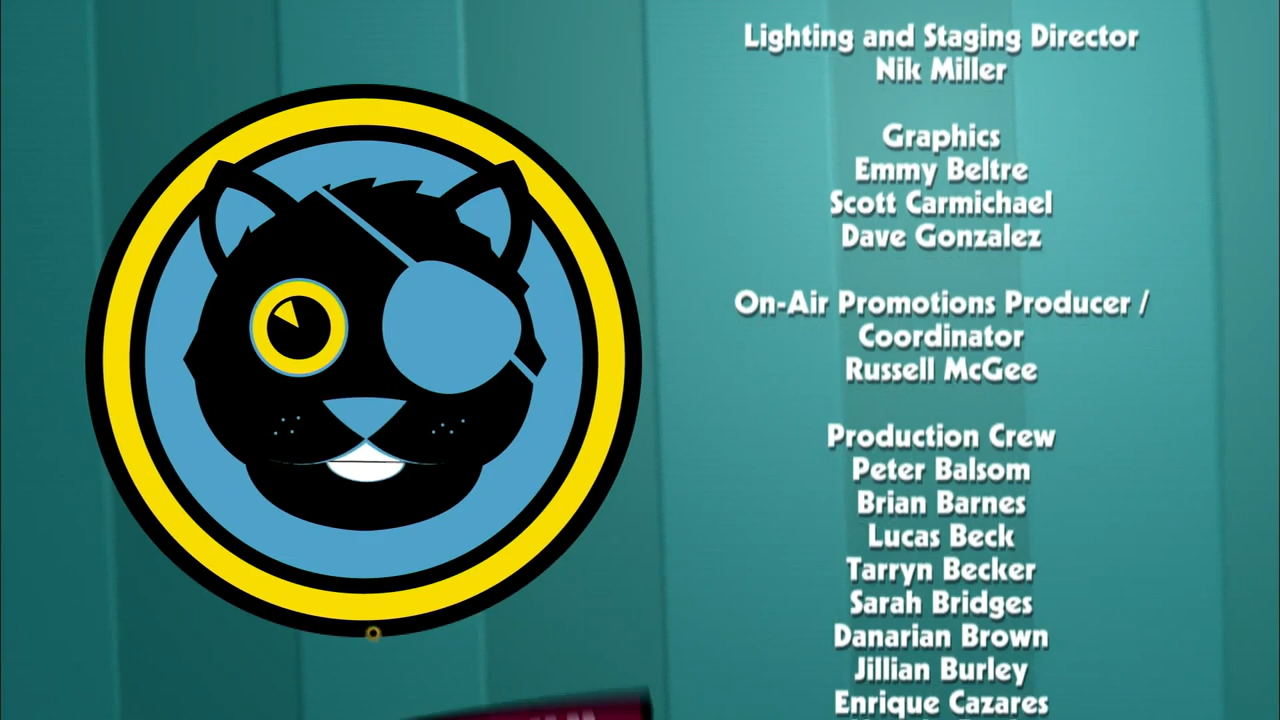 Lighting and Staging Director
Nik Miller
Graphics
Emmy Beltre
Scott Carmichael
Dave Gonzalez
On-Air Promotions Producer /
Coordinator
Russell McGee
Production Crew
Peter Balsom
Brian Barnes
Lucas Beck
Tarryn Becker
Sarah Bridges
Danarian Brown
Jillian Burley
Enrique Cazares